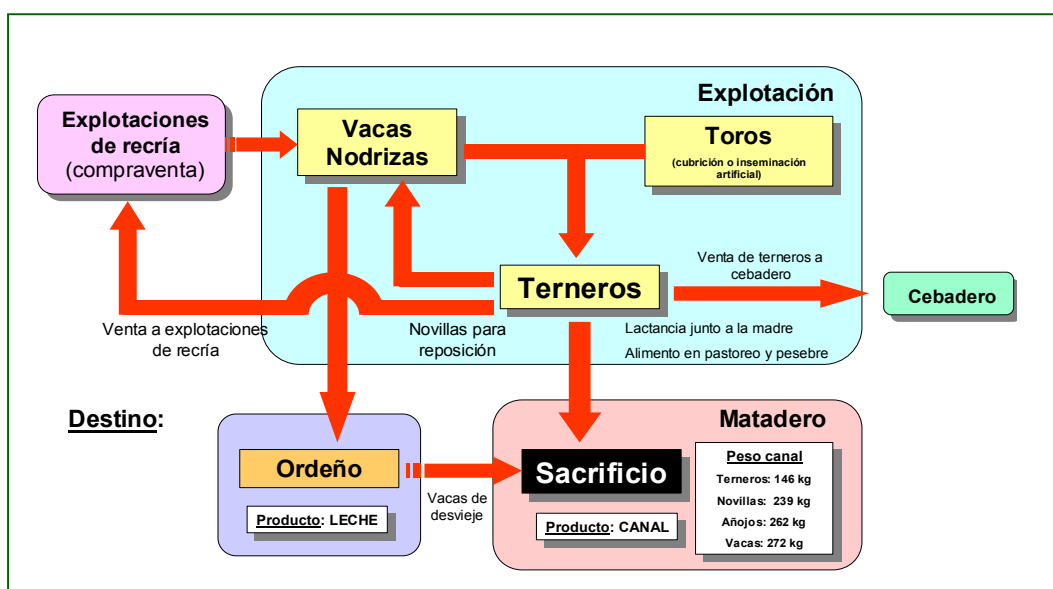 Explotación
Explotaciones
de recría
(compraventa)
Vacas
Nodrizas
Toros
(cubrición o inseminación
artificial)
Venta de terneros a
cebadero
Terneros
Cebadero
Venta a explotaciones
de recría
Novillas para
reposición
Lactancia junto a la madre
Alimento en pastoreo y pesebre
Destino:
Matadero
Ordeño
Sacrificio
Vacas de
desvieje
Producto: LECHE
Producto: CANAL
Peso canal
Terneros: 146 kg
Novillas: 239 kg
Añojos: 262 kg
Vacas: 272 kg